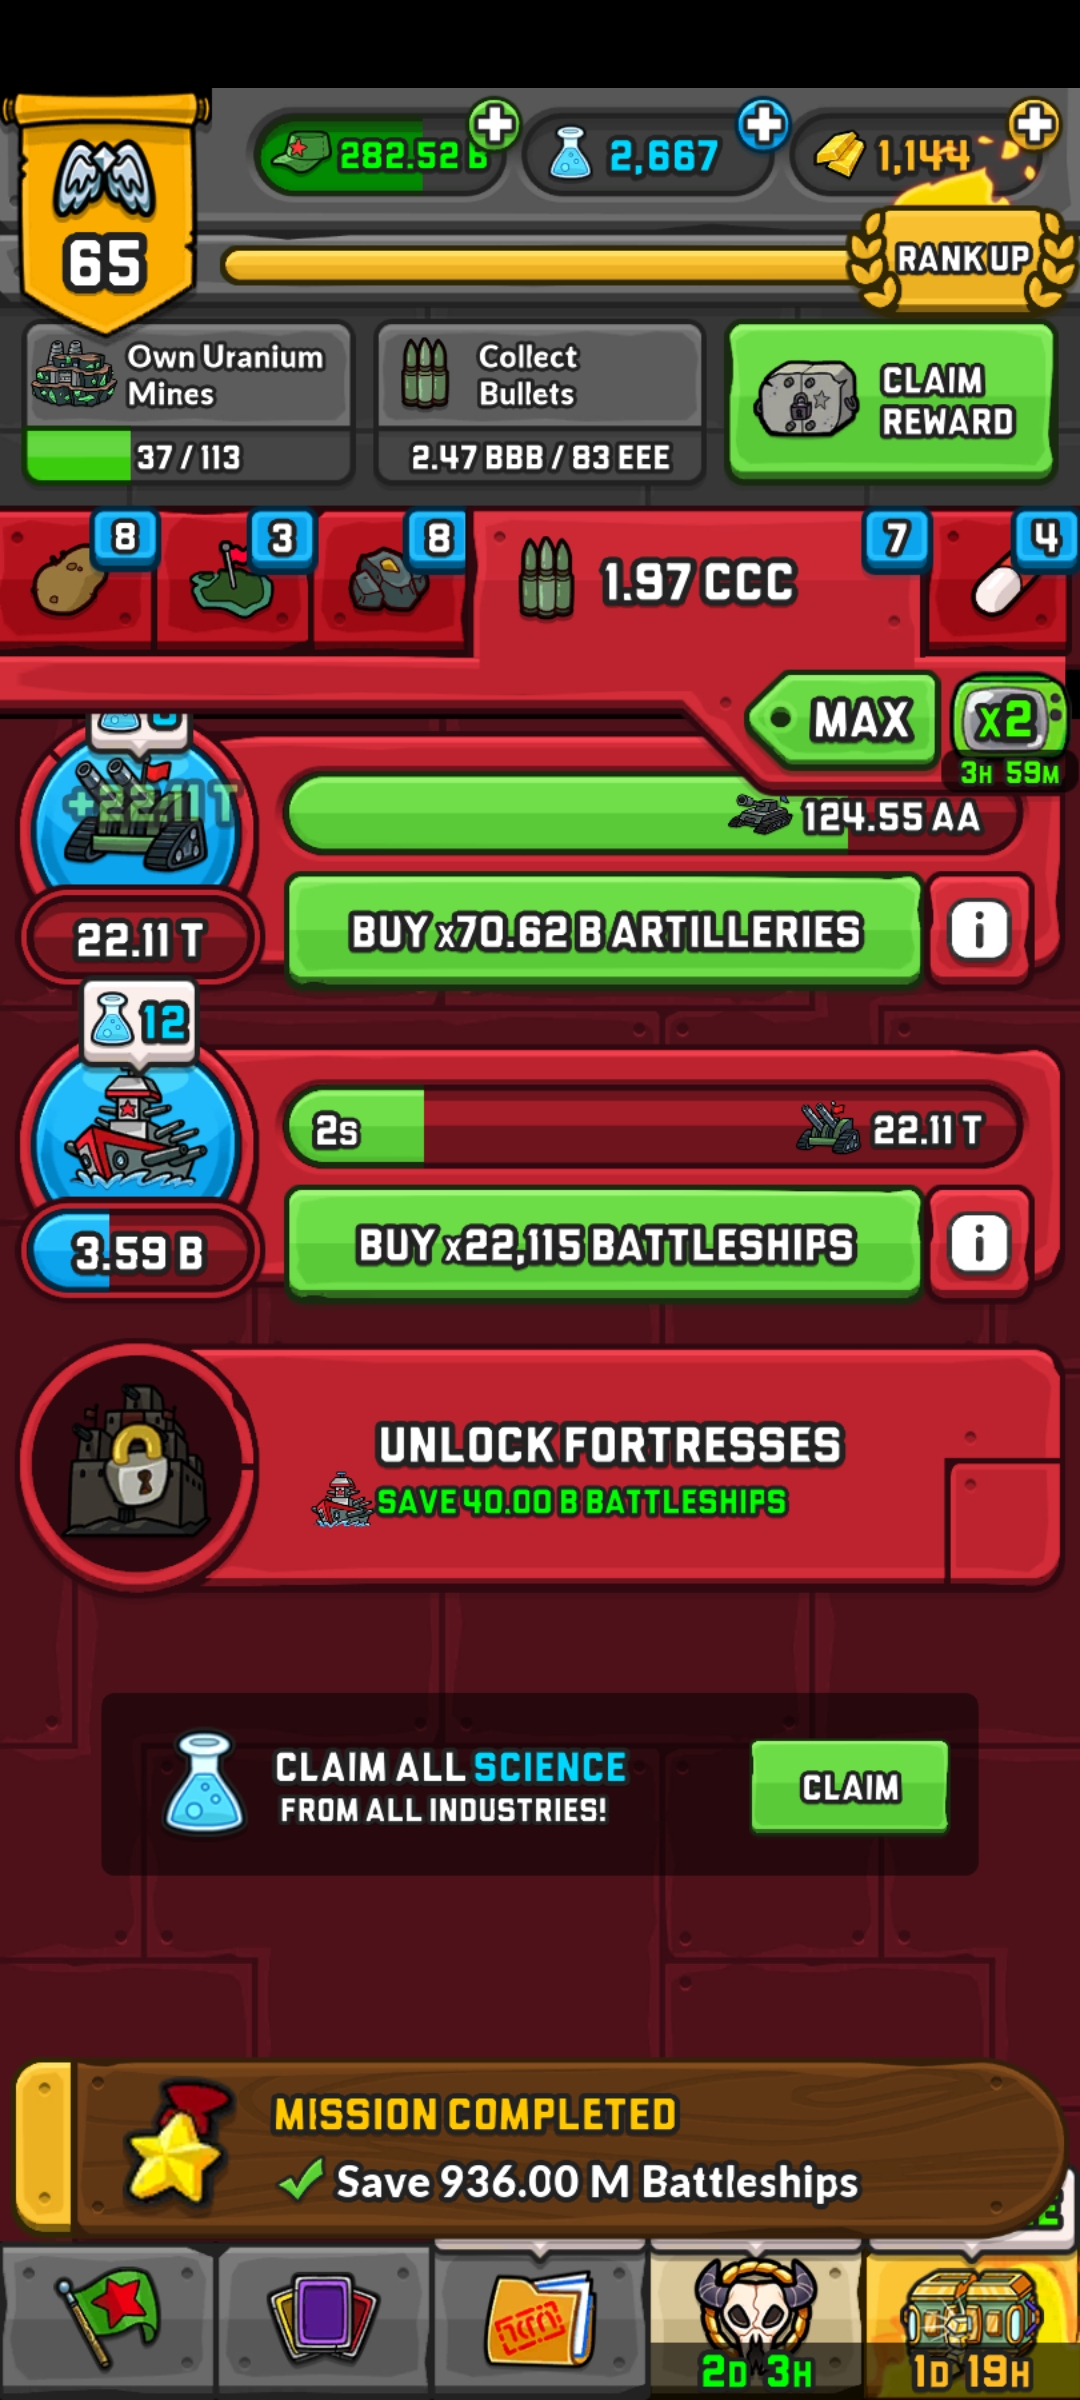 65
282.52 B
2,667
1,144
RANK UP
Own Uranium
Mines
37 / 113
Collect
Bullets
2.47 BBB / 83 EEE
CLAIM
REWARD
8
3
8
1.97 CCC
7
4
MAX
x2
3H 59M
+22.11 T
124.55 AA
22.11 T
BUY x70.62 B ARTILLERIES
i
12
2s
22.11 T
3.59 B
BUY x22,115 BATTLESHIPS
i
UNLOCK FORTRESSES
SAVE 40.00 B BATTLESHIPS
CLAIM ALL SCIENCE
FROM ALL INDUSTRIES!
CLAIM
MISSION COMPLETED
Save 936.00 M Battleships
2D 3H
1D 19H